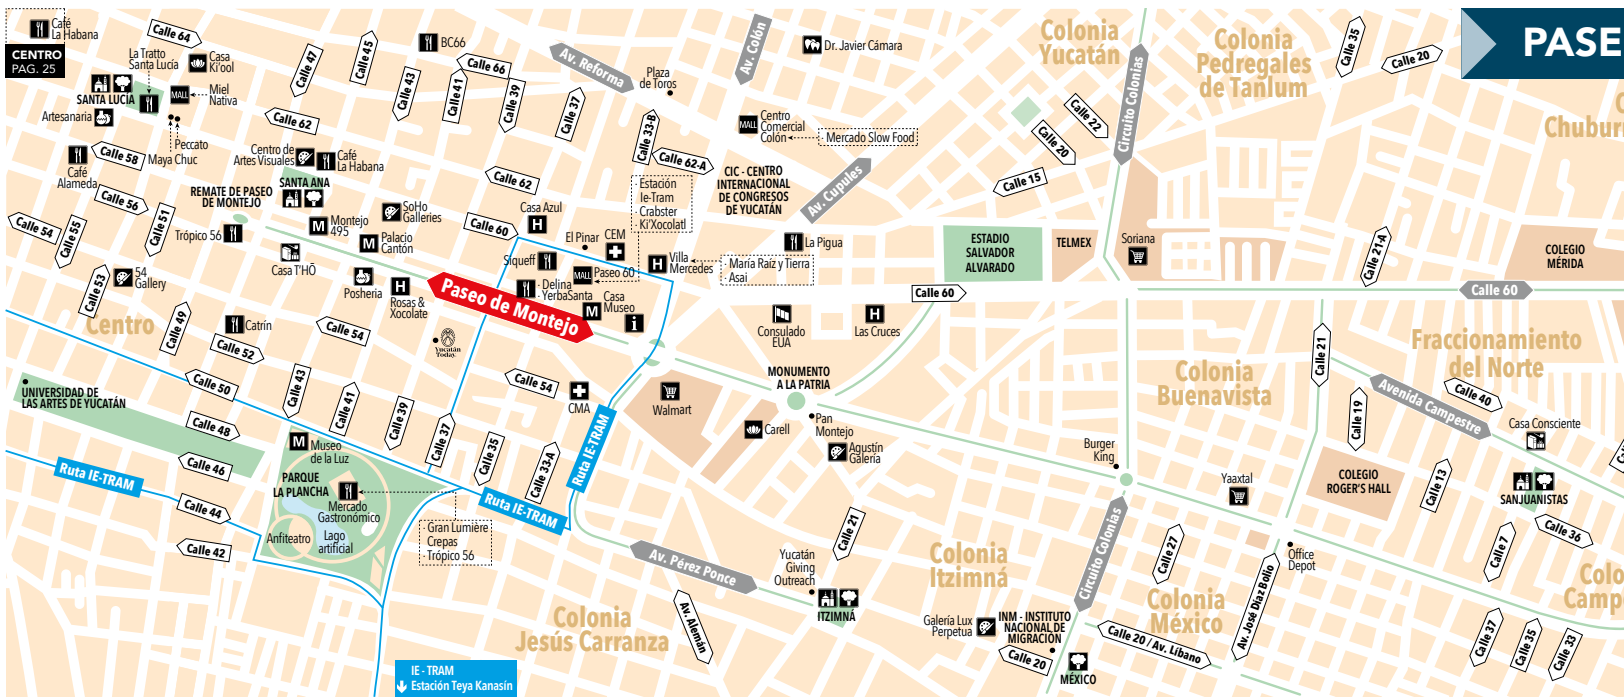 Café
La Habana
CENTRO
PAG. 25
Calle 64
La Tratto
Santa Lucía
Casa
Ki'ool
SANTA LUCÍA
MALL
Miel
Nativa
Artesanaria
Peccato
Maya Chuc
Calle 58
Café
Alameda
Calle 56
Calle 51
Calle 54
Calle 55
Calle 53
Calle 47
Calle 45
Calle 43
Calle 41
Calle 66
Calle 39
Calle 37
BC66
Av. Reforma
Plaza
de Toros
Av. Colón
Dr. Javier Cámara
MALL
Centro
Comercial
Colón
· Mercado Slow Food
Calle 33-B
Calle 62-A
Calle 62
Centro de
Artes Visuales
Café
La Habana
SANTA ANA
REMATE DE PASEO
DE MONTEJO
Trópico 56
Casa T'HŌ
M
Montejo
495
SoHo
Galleries
M
Palacio
Cantón
Posheria
H
Rosas &
Xocolate
Calle 62
Calle 60
Casa Azul
H
El Pinar
CEM
Siqueff
MALL
Paseo 60
· Estación
Ie-Tram
· Crabster
· Ki'Xocolatl
· Delina
· YerbaSanta
Casa
Museo
M
i
H
Villa
Mercedes
· María Raíz y Tierra
· Asai
CIC - CENTRO
INTERNACIONAL
DE CONGRESOS
DE YUCATÁN
Av. Cupules
La Pigua
Paseo de Montejo
Yucatán
Today
54
Gallery
Centro
Calle 49
Catrín
Calle 52
Calle 54
Calle 50
Calle 43
Calle 41
Calle 39
Calle 37
Calle 35
Calle 33-A
Calle 54
CMA
UNIVERSIDAD DE
LAS ARTES DE YUCATÁN
Calle 48
Calle 46
Calle 44
Calle 42
Ruta IE-TRAM
Ruta IE-TRAM
Ruta IE-TRAM
M
Museo
de la Luz
PARQUE
LA PLANCHA
Mercado
Gastronómico
Anfiteatro
Lago
artificial
· Gran Lumière
Crepas
· Trópico 56
IE - TRAM
Estación Teya Kanasín
Colonia
Jesús Carranza
Av. Alemán
Av. Pérez Ponce
Walmart
Carell
Consulado
EUA
H
Las Cruces
MONUMENTO
A LA PATRIA
Pan
Montejo
Agustín
Galería
Calle 60
ESTADIO
SALVADOR
ALVARADO
TELMEX
Soriana
Colonia
Yucatán
Circuito Colonias
Calle 22
Calle 20
Calle 15
Colonia
Pedregales
de Tanlum
Calle 35
Calle 20
PASE
Chubur
Calle 21-A
COLEGIO
MÉRIDA
Calle 60
Fraccionamiento
del Norte
Calle 21
Calle 19
Avenida Campestre
Calle 40
Casa Consciente
Colonia
Buenavista
Burger
King
Yaaxtal
COLEGIO
ROGER'S HALL
Calle 13
SANJUANISTAS
Calle 36
Calle 7
Office
Depot
Av. José Díaz Bolio
Calle 27
Colonia
México
Calle 20 / Av. Líbano
Circuito Colonias
Colonia
Itzimná
Calle 21
Yucatán
Giving
Outreach
ITZIMNÁ
Galería Lux
Perpetua
INM - INSTITUTO
NACIONAL DE
MIGRACIÓN
Calle 20
MÉXICO
Calle 37
Calle 35
Calle 33
Colo
Camp